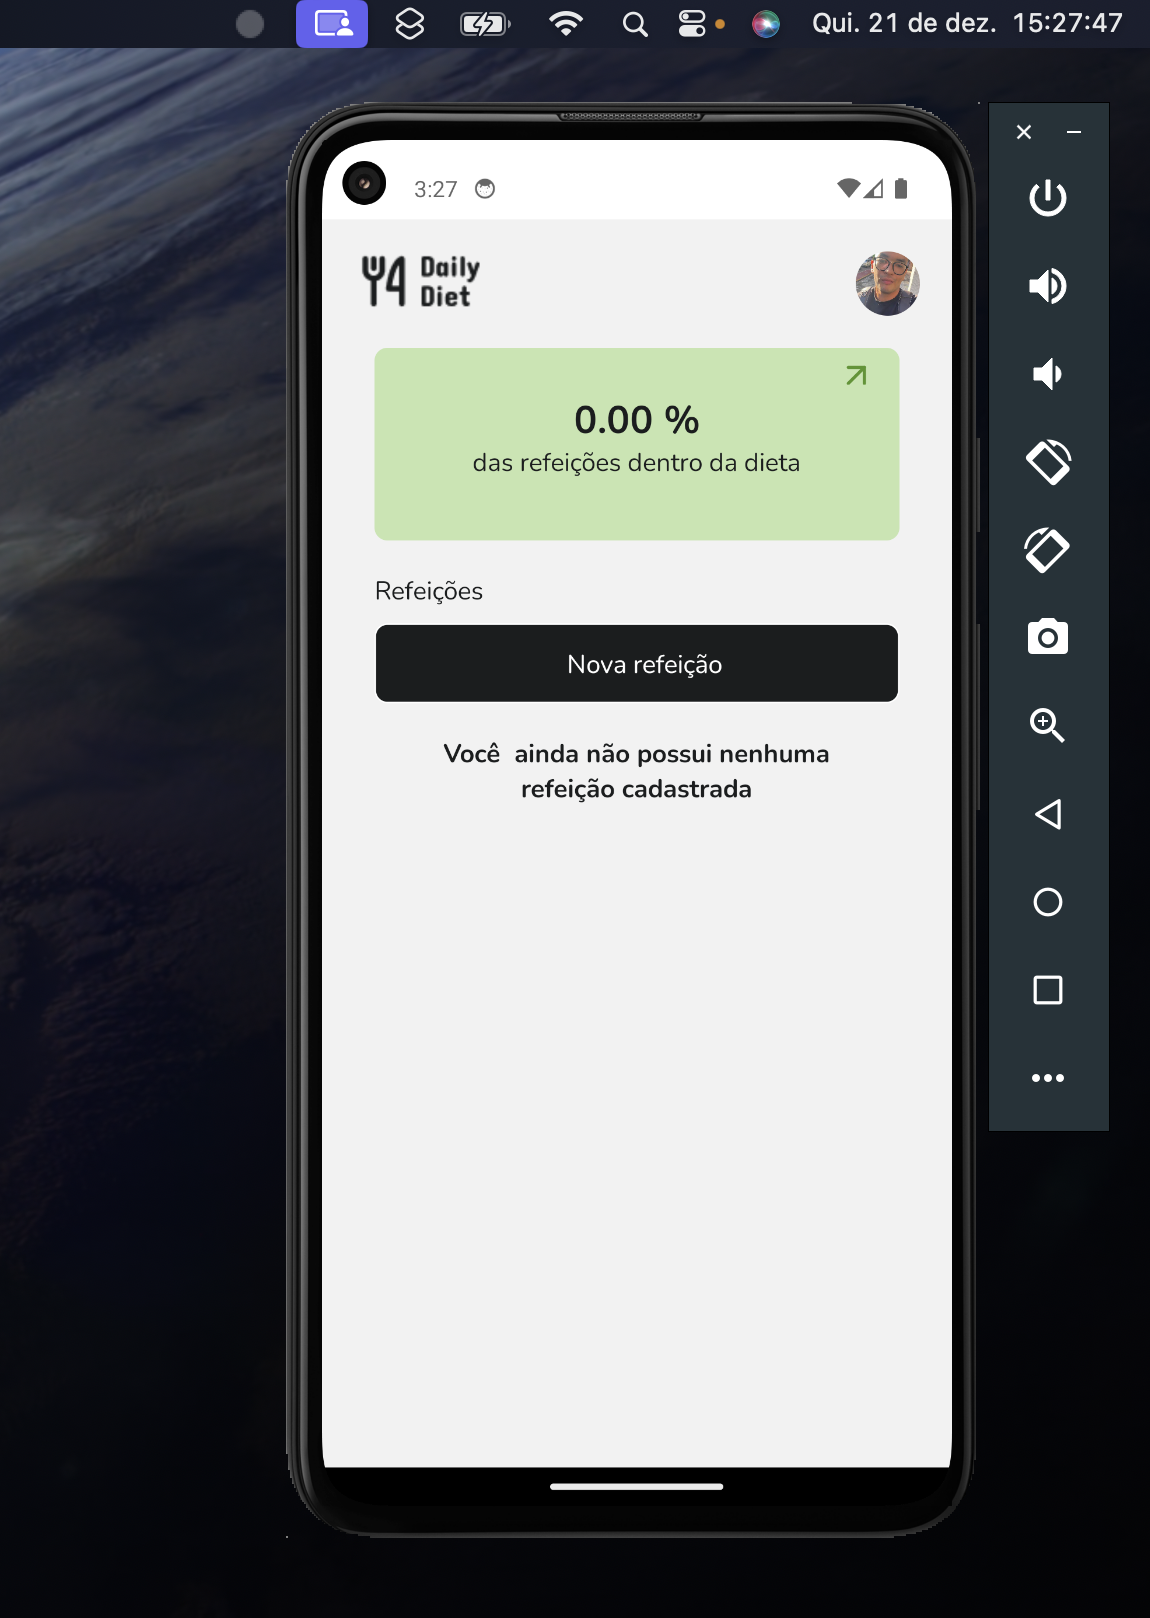 Qui. 21 de dez.  15:27:47
3:27
Daily
Diet
0.00 %
das refeições dentro da dieta
Refeições
Nova refeição
Você  ainda não possui nenhuma
refeição cadastrada